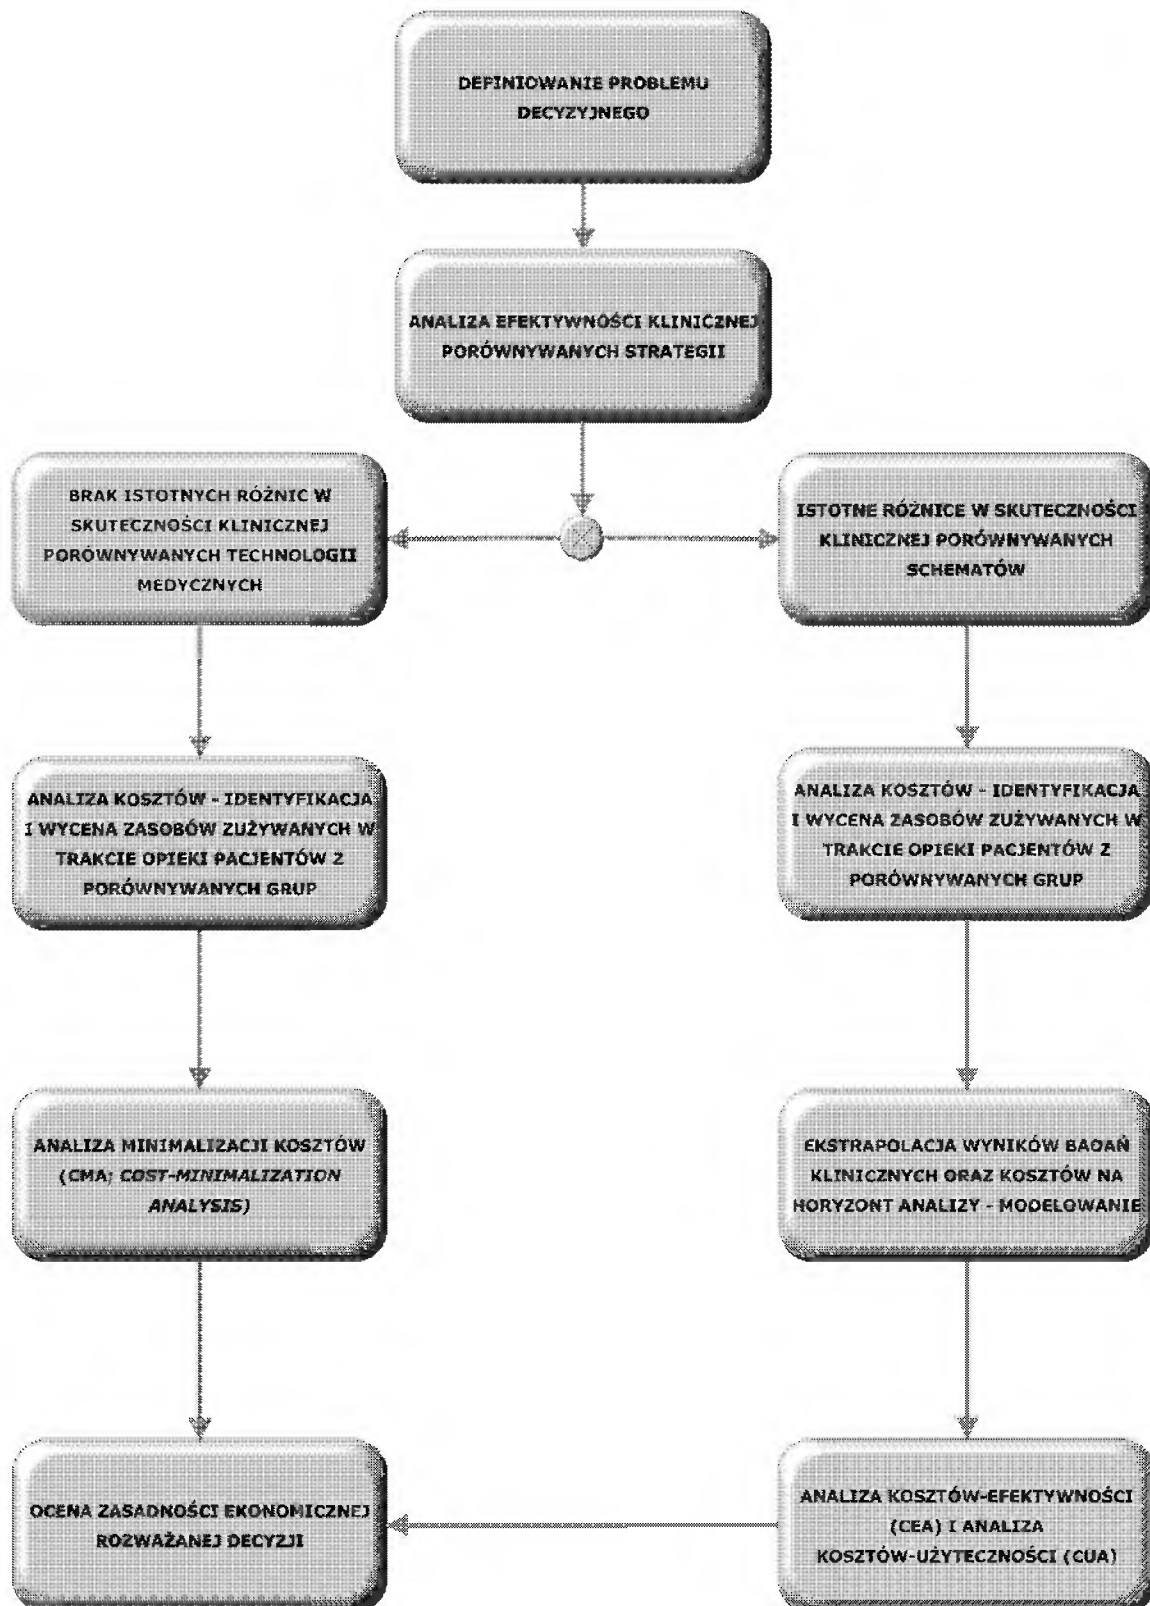 DEFINIOWANIE PROBLEMU
DECYZYJNEGO
ANALIZA EFEKTYWNOŚCI KLINICZNEJ
PORÓWNYWANYCH STRATEGII
BRAK ISTOTNYCH RÓŻNIC W
SKUTECZNOŚCI KLINICZNEJ
PORÓWNYWANYCH TECHNOLOGII
MEDYCZNYCH
ISTOTNE RÓŻNICE W SKUTECZNOŚCI
KLINICZNEJ PORÓWNYWANYCH
SCHEMATÓW
ANALIZA KOSZTÓW - IDENTYFIKACJA
I WYCENA ZASOBÓW ZUŻYWANYCH W
TRAKCIE OPIEKI PACJENTÓW Z
PORÓWNYWANYCH GRUP
ANALIZA KOSZTÓW - IDENTYFIKACJA
I WYCENA ZASOBÓW ZUŻYWANYCH W
TRAKCIE OPIEKI PACJENTÓW Z
PORÓWNYWANYCH GRUP
ANALIZA MINIMALIZACJI KOSZTÓW
(CMA; COST-MINIMALIZATION
ANALYSIS)
EKSTRAPOLACJA WYNIKÓW BADAŃ
KLINICZNYCH ORAZ KOSZTÓW NA
HORYZONT ANALIZY - MODELOWANIE
OCENA ZASADNOŚCI EKONOMICZNEJ
ROZWAŻANEJ DECYZJI
ANALIZA KOSZTÓW-EFEKTYWNOŚCI
(CEA) I ANALIZA
KOSZTÓW-UŻYTECZNOŚCI (CUA)